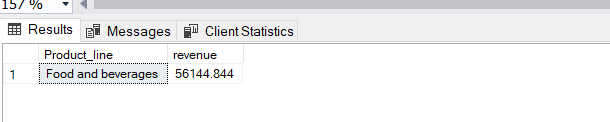 157 %
Results Messages Client Statistics
Product_line revenue
1 Food and beverages 56144.844